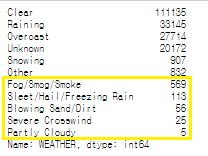 Clear 111135
Raining 33145
Overcast 27714
Unknown 20172
Snowing 907
Other 832
Fog/Smog/Smoke 569
Sleet/Hail/Freezing Rain 113
Blowing Sand/Dirt 56
Severe Crosswind 25
Partly Cloudy 5
Name: WEATHER, dtype: int64